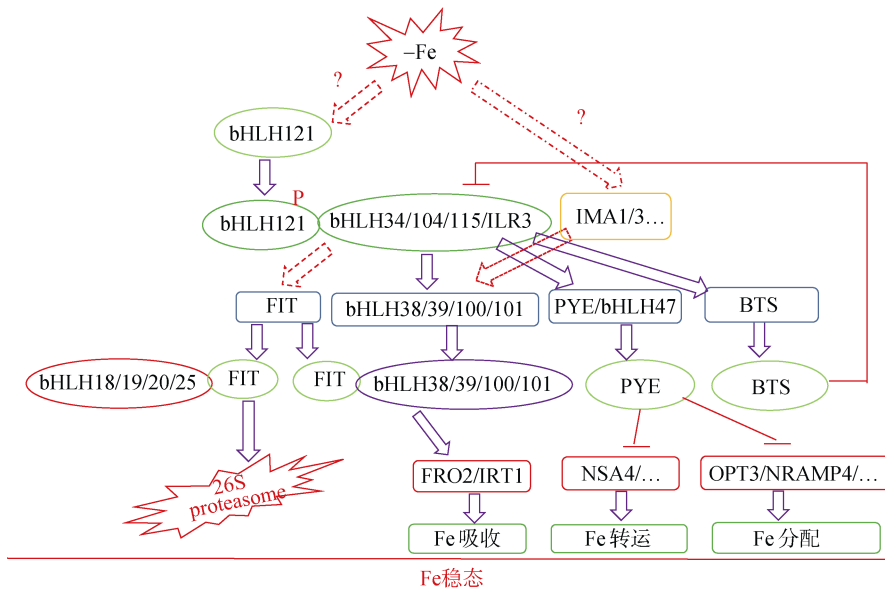 –Fe
?
?
bHLH121
P
bHLH121
bHLH34/104/115/ILR3
IMA1/3…
FIT
bHLH38/39/100/101
PYE/bHLH47
BTS
bHLH18/19/20/25
FIT
FIT
bHLH38/39/100/101
PYE
BTS
26S
proteasome
FRO2/IRT1
NSA4/…
OPT3/NRAMP4/…
Fe吸收
Fe转运
Fe分配
Fe稳态